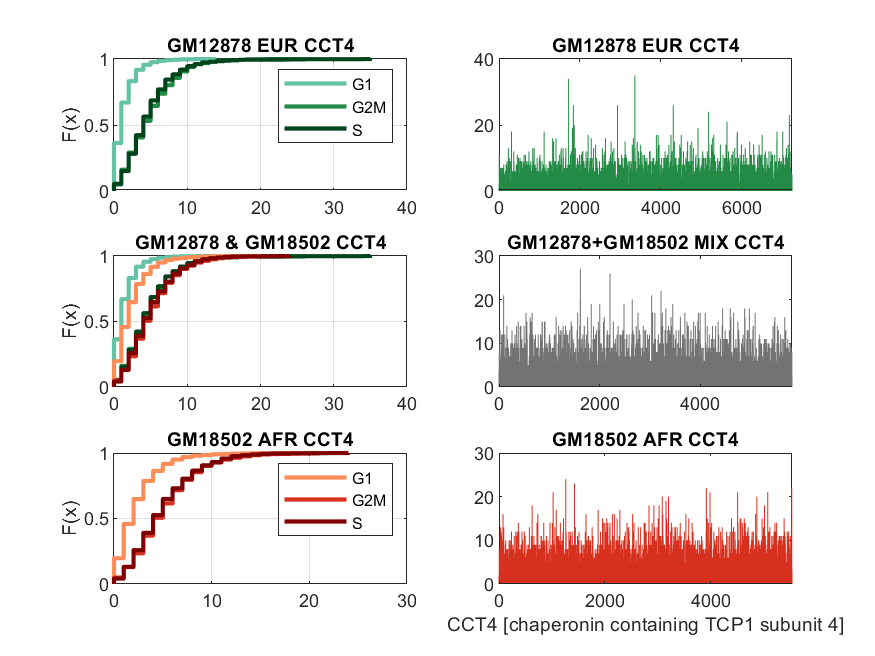 GM12878 EUR CCT4
1
0.5
0
F(x)
0 10 20 30 40
G1
G2M
S
GM12878 EUR CCT4
40
20
0
2000 4000 6000
GM12878 & GM18502 CCT4
1
0.5
0
F(x)
0 10 20 30 40
GM12878+GM18502 MIX CCT4
30
20
10
0
0 2000 4000
GM18502 AFR CCT4
1
0.5
0
F(x)
0 10 20 30
G1
G2M
S
GM18502 AFR CCT4
30
20
10
0
0 2000 4000
CCT4 [chaperonin containing TCP1 subunit 4]